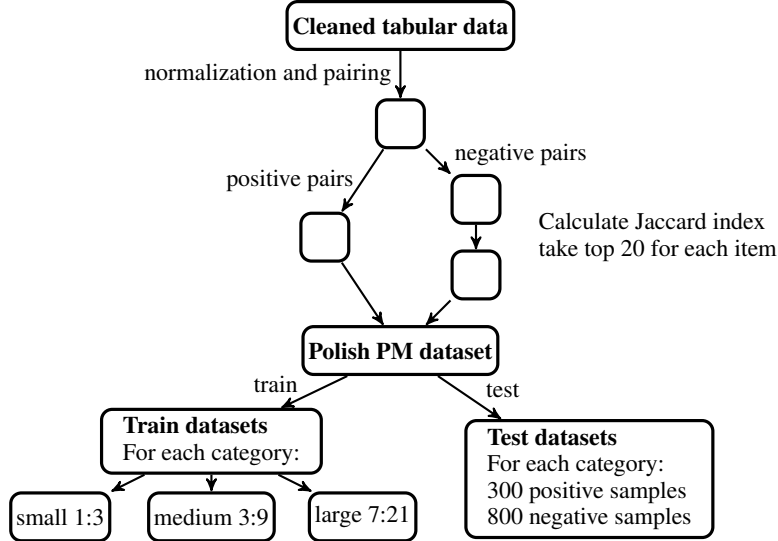 Cleaned tabular data
normalization and pairing
negative pairs
positive pairs
Calculate Jaccard index
take top 20 for each item
Polish PM dataset
train
test
Train datasets
For each category:
Test datasets
For each category:
300 positive samples
800 negative samples
small 1:3
medium 3:9
large 7:21